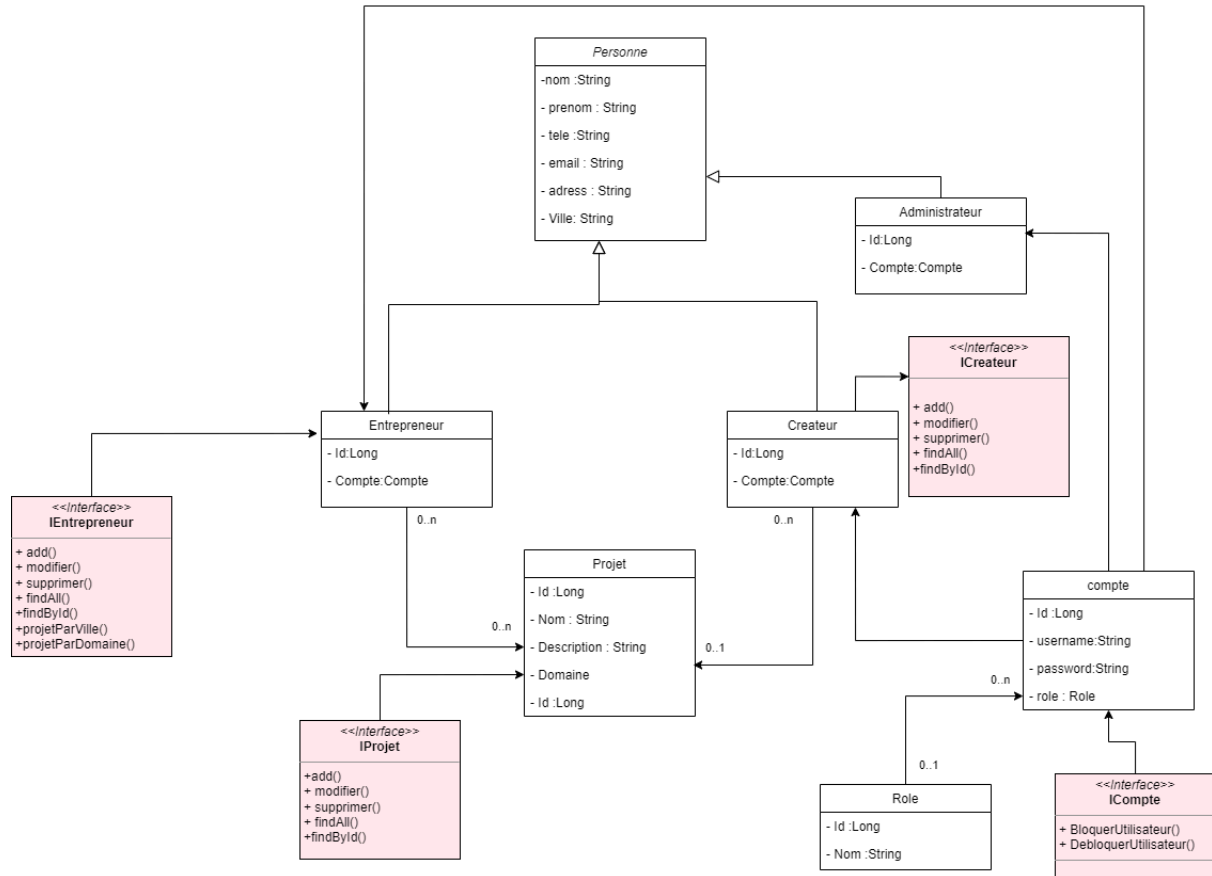 Personne
-nom :String
- prenom : String
- tele :String
- email : String
- adress : String
- Ville: String
Administrateur
- Id:Long
- Compte:Compte
<<Interface>>
ICreateur
+ add()
+ modifier()
+ supprimer()
+ findAll()
+findById()
Entrepreneur
- Id:Long
- Compte:Compte
Createur
- Id:Long
- Compte:Compte
<<Interface>>
IEntrepreneur
+ add()
+ modifier()
+ supprimer()
+ findAll()
+findById()
+projetParVille()
+projetParDomaine()
0..n
0..n
Projet
- Id :Long
- Nom : String
- Description : String
- Domaine
- Id :Long
0..n
0..1
compte
- Id :Long
- username:String
- password:String
- role : Role
0..n
<<Interface>>
IProjet
+add()
+ modifier()
+ supprimer()
+ findAll()
+findById()
0..1
Role
- Id :Long
- Nom :String
<<Interface>>
ICompte
+ BloquerUtilisateur()
+ DebloquerUtilisateur()